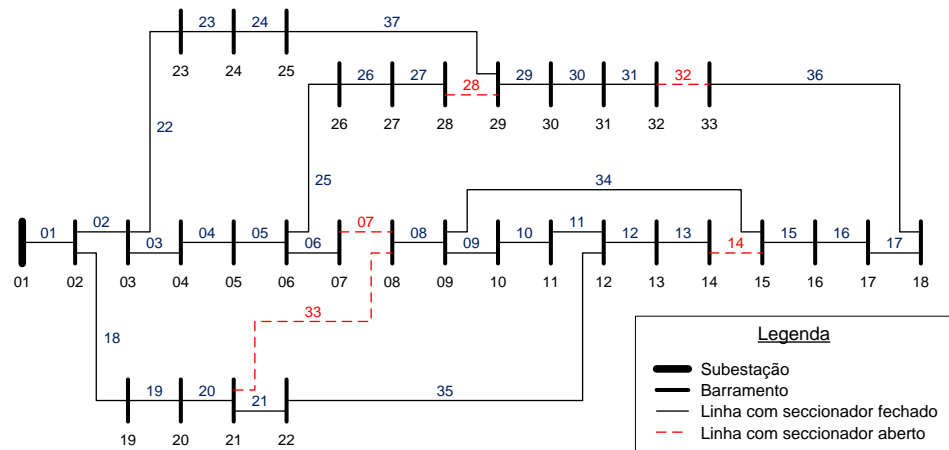 23 24 37
23 24 25
26 27 28 29 30 31 32 36
26 27 28 29 30 31 32 33
22
25
34
01 02 03 04 05 06 07 08 09 10 11 12 13 14 15 16 17
01 02 03 04 05 06 07 08 09 10 11 12 13 14 15 16 17 18
33
18
19 20 21 35
19 20 21 22
Legenda
Subestação
Barramento
Linha com seccionador fechado
Linha com seccionador aberto